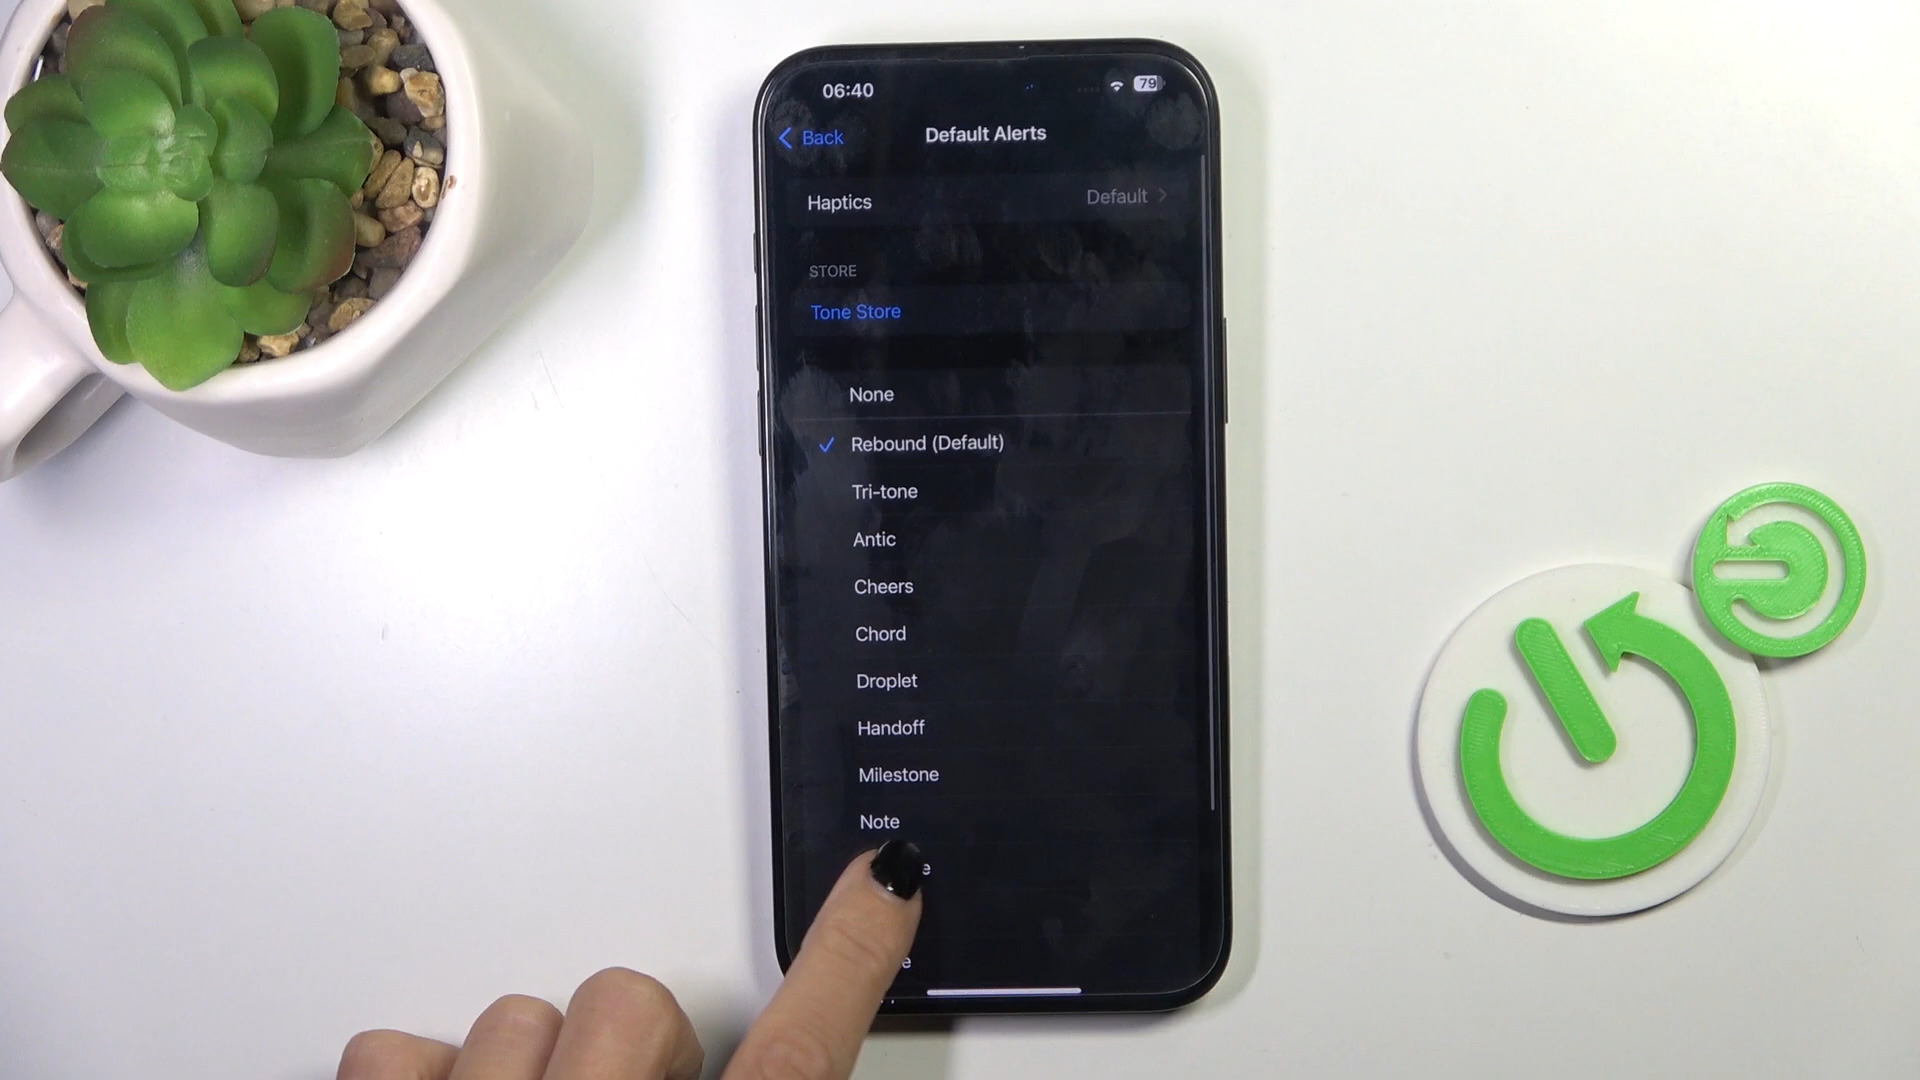 06:40
79
Back
Default Alerts
Haptics
Default
STORE
Tone Store
None
Rebound (Default)
Tri-tone
Antic
Cheers
Chord
Droplet
Handoff
Milestone
Note